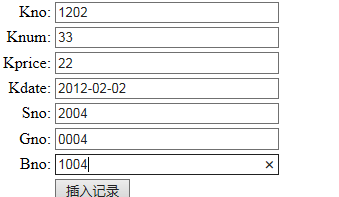 Kno: 1202
Knum: 33
Kprice: 22
Kdate: 2012-02-02
Sno: 2004
Gno: 0004
Bno: 1004 ×
插入记录